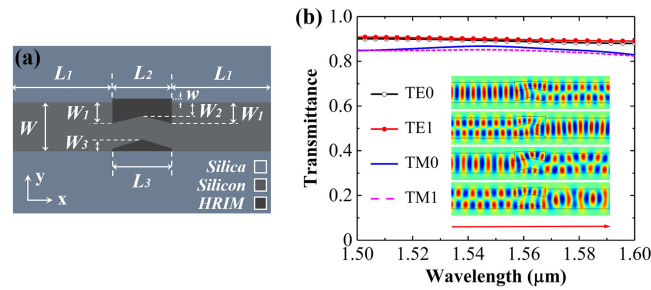 (a)
L1 L2 L1
w
W W1 W2 W1
W3
L3
y
x
Silica
Silicon
HRIM
(b)
Transmittance
1.0
0.8
0.6
0.4
0.2
0
TE0
TE1
TM0
TM1
1.50 1.52 1.54 1.56 1.58 1.60
Wavelength (μm)